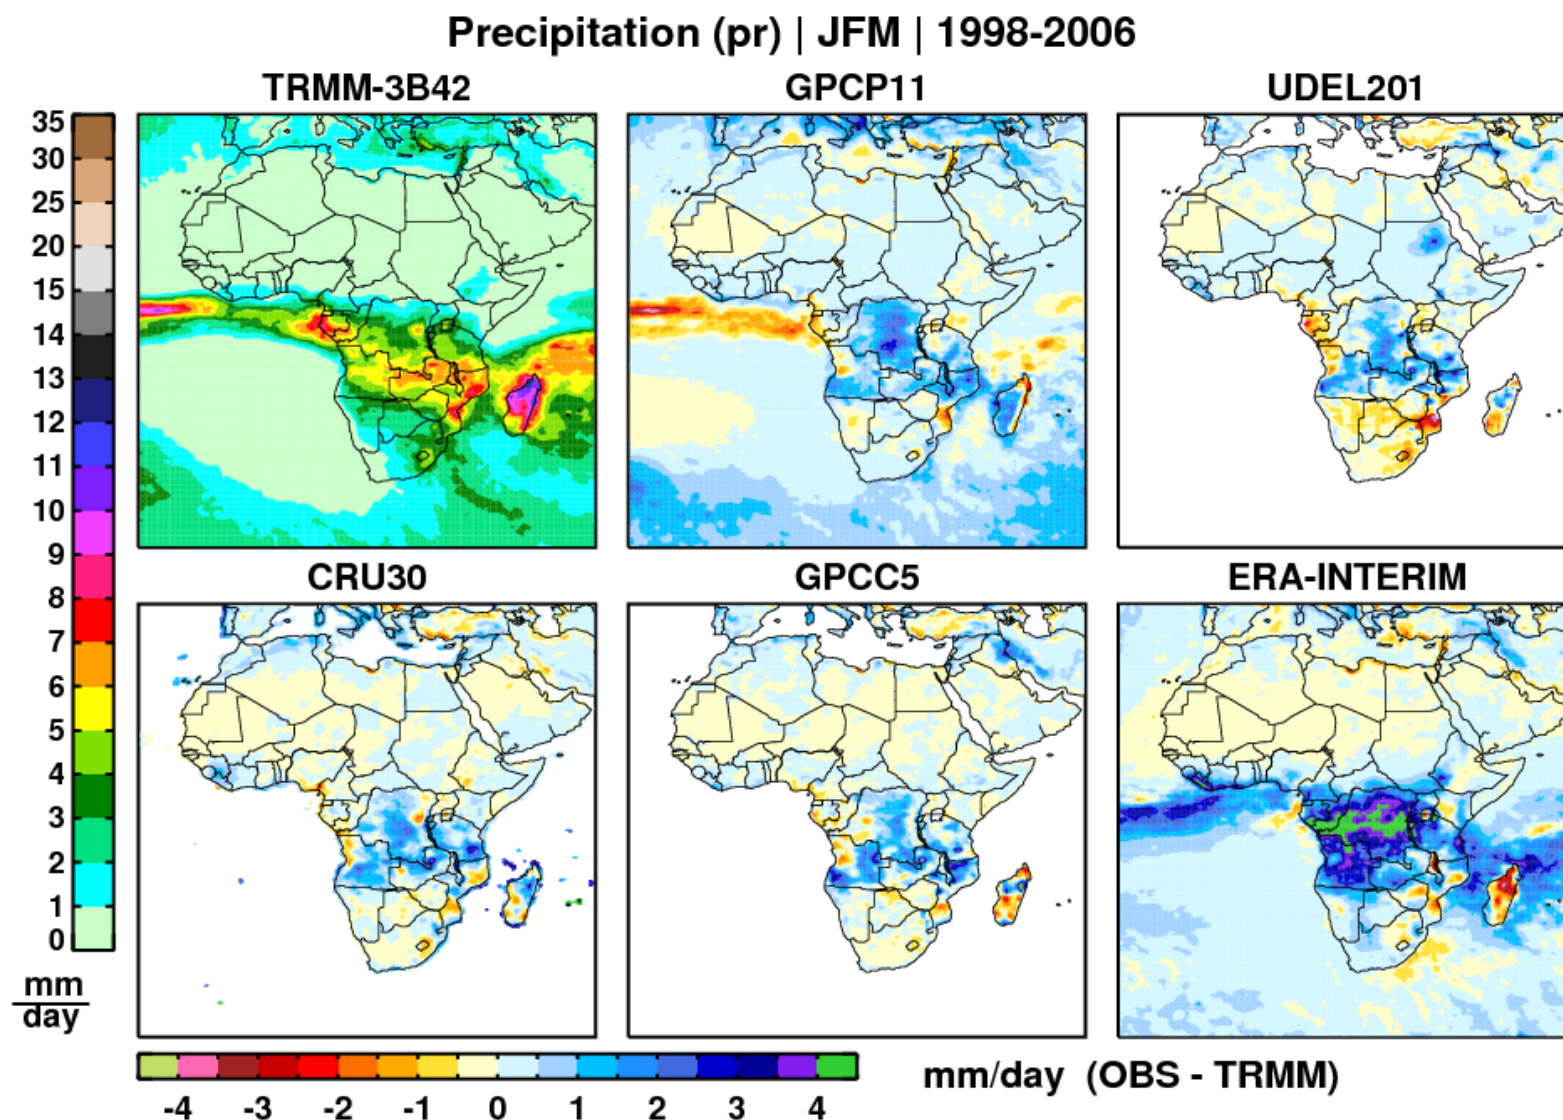 Precipitation (pr) | JFM | 1998-2006
TRMM-3B42
GPCP11
UDEL201
35
30
25
20
15
14
13
12
11
10
9
8
7
6
5
4
3
2
1
0
mm
day
CRU30
GPCC5
ERA-INTERIM
-4 -3 -2 -1 0 1 2 3 4
mm/day (OBS - TRMM)